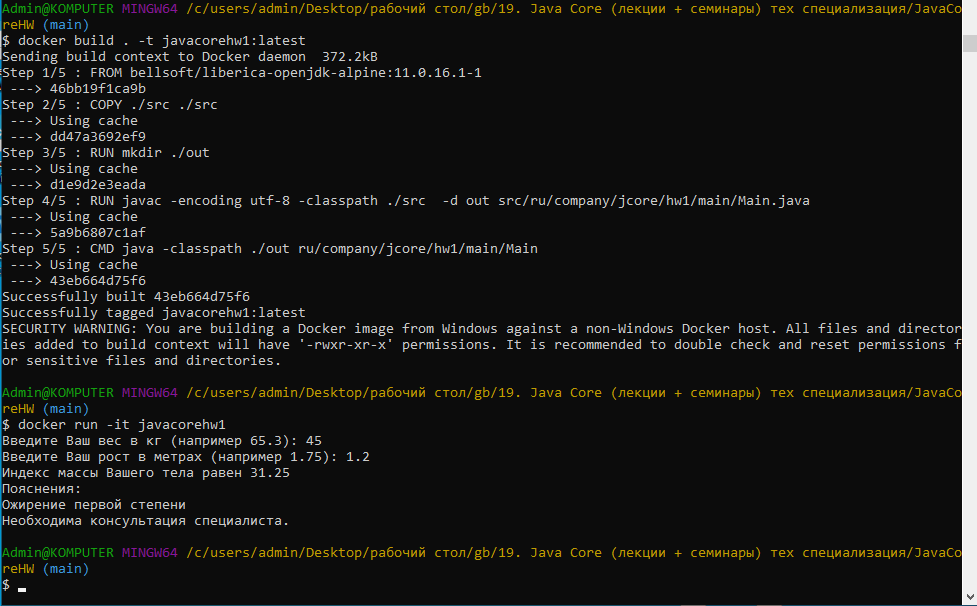 Admin@KOMPUTER MINGW64 /c/users/admin/Desktop/рабочий стол/gb/19. Java Core (лекции + семинары) тех специализация/JavaCo
reHW (main)
$ docker build . -t javacorehw1:latest
Sending build context to Docker daemon  372.2kB
Step 1/5 : FROM bellsoft/liberica-openjdk-alpine:11.0.16.1-1
 ---> 46bb19f1ca9b
Step 2/5 : COPY ./src ./src
 ---> Using cache
 ---> dd47a3692ef9
Step 3/5 : RUN mkdir ./out
 ---> Using cache
 ---> d1e9d2e3eada
Step 4/5 : RUN javac -encoding utf-8 -classpath ./src  -d out src/ru/company/jcore/hw1/main/Main.java
 ---> Using cache
 ---> 5a9b6807c1af
Step 5/5 : CMD java -classpath ./out ru/company/jcore/hw1/main/Main
 ---> Using cache
 ---> 43eb664d75f6
Successfully built 43eb664d75f6
Successfully tagged javacorehw1:latest
SECURITY WARNING: You are building a Docker image from Windows against a non-Windows Docker host. All files and director
ies added to build context will have '-rwxr-xr-x' permissions. It is recommended to double check and reset permissions f
or sensitive files and directories.
Admin@KOMPUTER MINGW64 /c/users/admin/Desktop/рабочий стол/gb/19. Java Core (лекции + семинары) тех специализация/JavaCo
reHW (main)
$ docker run -it javacorehw1
Введите Ваш вес в кг (например 65.3): 45
Введите Ваш рост в метрах (например 1.75): 1.2
Индекс массы Вашего тела равен 31.25
Пояснения:
Ожирение первой степени
Необходима консультация специалиста.
Admin@KOMPUTER MINGW64 /c/users/admin/Desktop/рабочий стол/gb/19. Java Core (лекции + семинары) тех специализация/JavaCo
reHW (main)
$